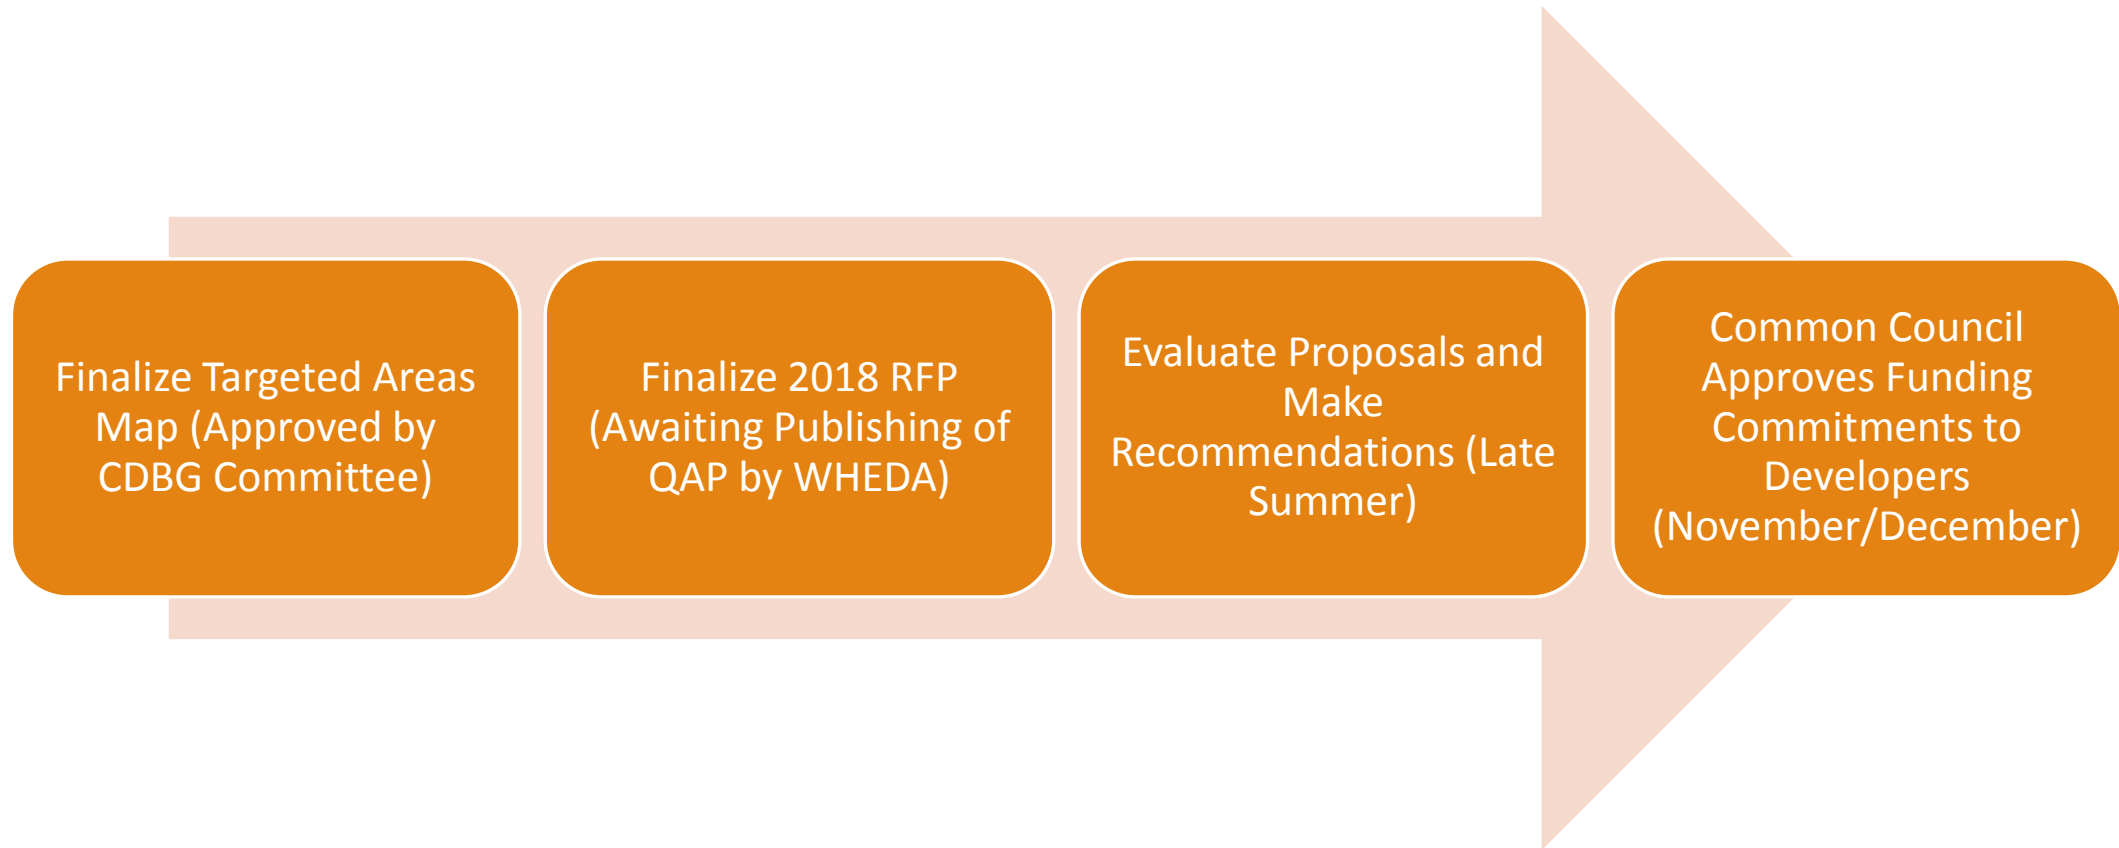 Finalize Targeted Areas
Map (Approved by
CDBG Committee)
Finalize 2018 RFP
(Awaiting Publishing of
QAP by WHEDA)
Evaluate Proposals and
Make
Recommendations (Late
Summer)
Common Council
Approves Funding
Commitments to
Developers
(November/December)